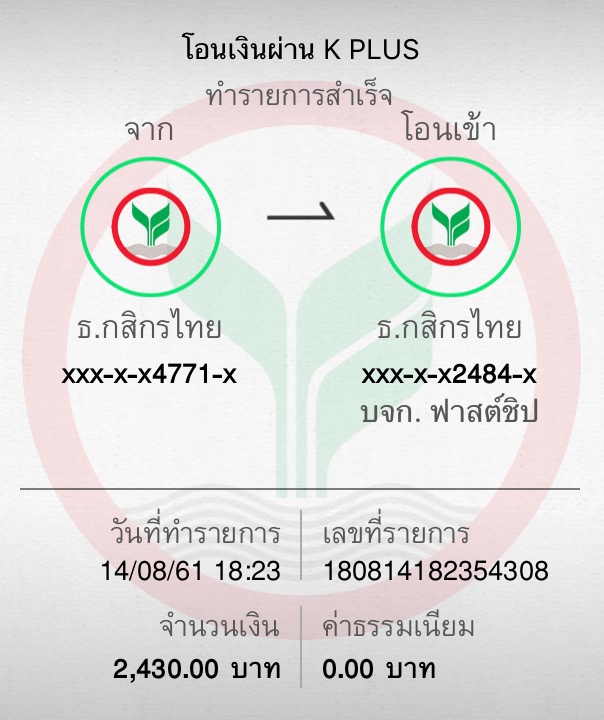 โอนเงินผ่าน K PLUS
ทำรายการสำเร็จ
จาก
โอนเข้า
ธ.กสิกรไทย
xxx-x-x4771-x
ธ.กสิกรไทย
xxx-x-x2484-x
บจก. ฟาสต์ชิป
วันที่ทำรายการ
14/08/61 18:23
เลขที่รายการ
180814182354308
จำนวนเงิน
2,430.00 บาท
ค่าธรรมเนียม
0.00 บาท